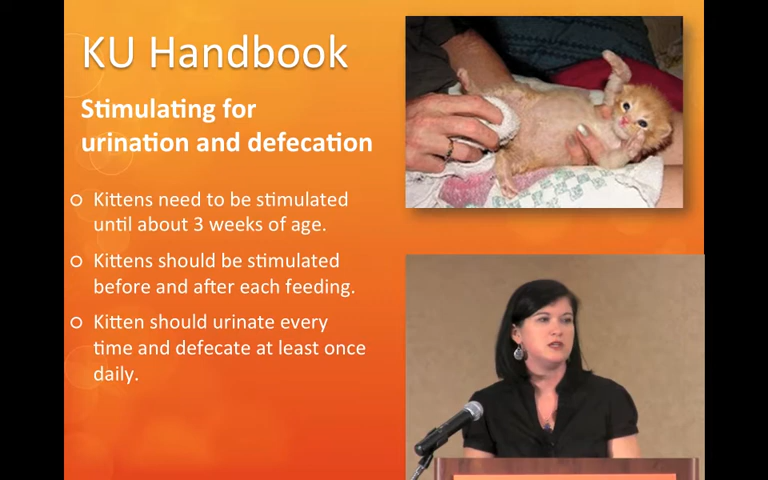 KU Handbook
Stimulating for
urination and defecation
Kittens need to be stimulated
until about 3 weeks of age.
Kittens should be stimulated
before and after each feeding.
Kitten should urinate every
time and defecate at least once
daily.